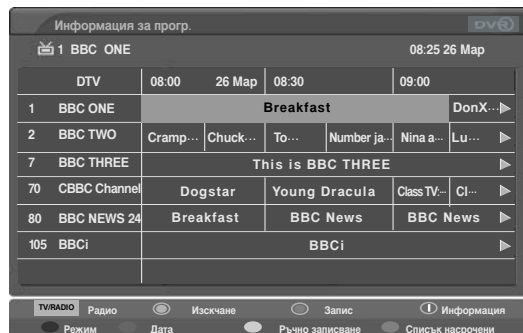 Информация за прогр. DVR
1 BBC ONE 08:25 26 Мар
DTV 08:00 26 Мар 08:30 09:00
1 BBC ONE Breakfast DonX...
2 BBC TWO Cramp... Chuck... To... Number ja... Nina a... Lu...
7 BBC THREE This is BBC THREE
70 CBBC Channel Dogstar Young Dracula Class TV:... Cl...
80 BBC NEWS 24 Breakfast BBC News BBC News
105 BBCi BBCi
TV/RADIO Радио Изскчане Запис Информация
Режим Дата Ръчно записване Списък насрочени